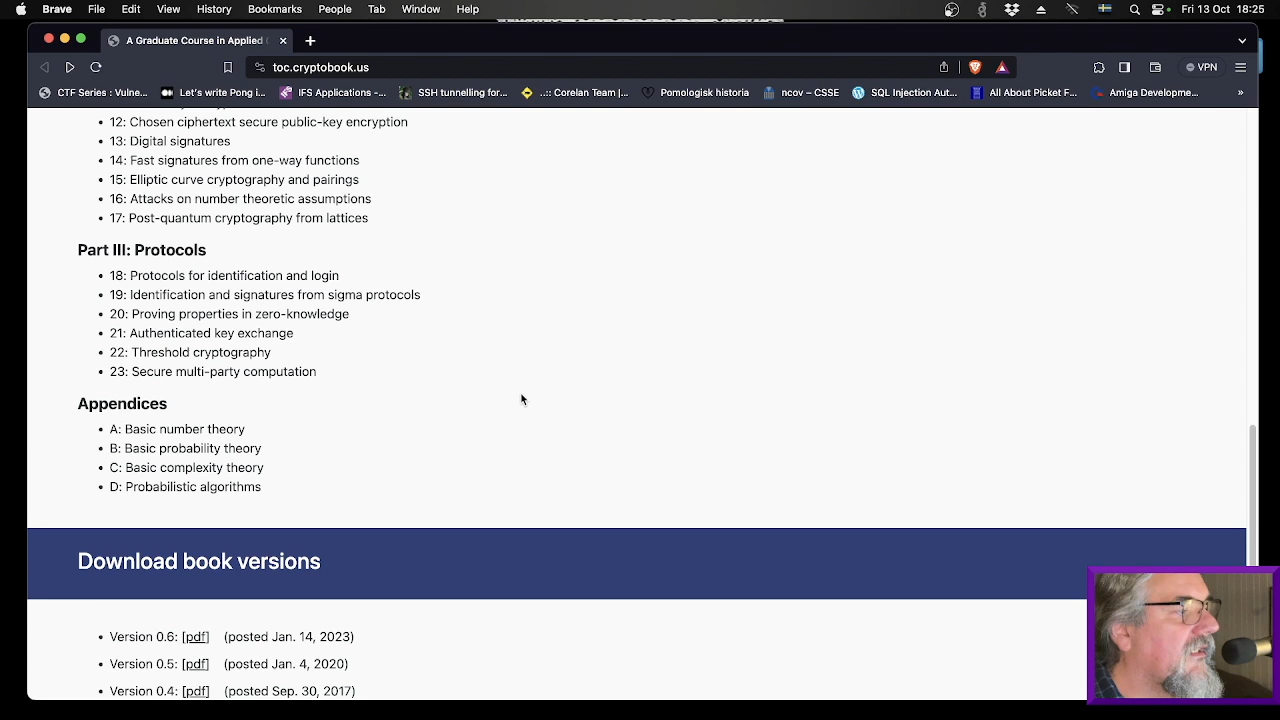 Brave File Edit View History Bookmarks People Tab Window Help Fri 13 Oct 18:25
A Graduate Course in Applied
toc.cryptobook.us VPN
CTF Series : Vulne... Let's write Pong i... IFS Applications -... SSH tunnelling for... ..:: Corelan Team |... Pomologisk historia ncov – CSSE SQL Injection Aut... All About Picket F... Amiga Developme... »
12: Chosen ciphertext secure public-key encryption
13: Digital signatures
14: Fast signatures from one-way functions
15: Elliptic curve cryptography and pairings
16: Attacks on number theoretic assumptions
17: Post-quantum cryptography from lattices
Part III: Protocols
18: Protocols for identification and login
19: Identification and signatures from sigma protocols
20: Proving properties in zero-knowledge
21: Authenticated key exchange
22: Threshold cryptography
23: Secure multi-party computation
Appendices
A: Basic number theory
B: Basic probability theory
C: Basic complexity theory
D: Probabilistic algorithms
Download book versions
Version 0.6: [pdf] (posted Jan. 14, 2023)
Version 0.5: [pdf] (posted Jan. 4, 2020)
Version 0.4: [pdf] (posted Sep. 30, 2017)